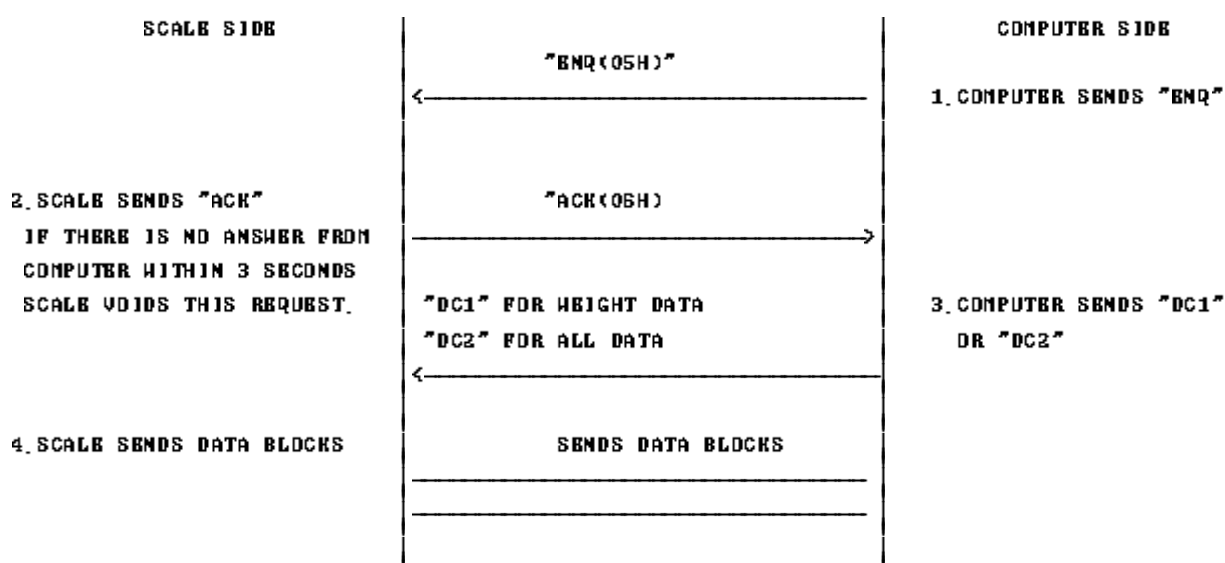 SCALE SIDE
COMPUTER SIDE
"ENQ(05H)"
1.COMPUTER SENDS "ENQ"
2.SCALE SENDS "ACK"
"ACK(06H)
IF THERE IS NO ANSWER FROM
COMPUTER WITHIN 3 SECONDS
SCALE VOIDS THIS REQUEST.
"DC1" FOR WEIGHT DATA
3.COMPUTER SENDS "DC1"
"DC2" FOR ALL DATA
OR "DC2"
4.SCALE SENDS DATA BLOCKS
SENDS DATA BLOCKS